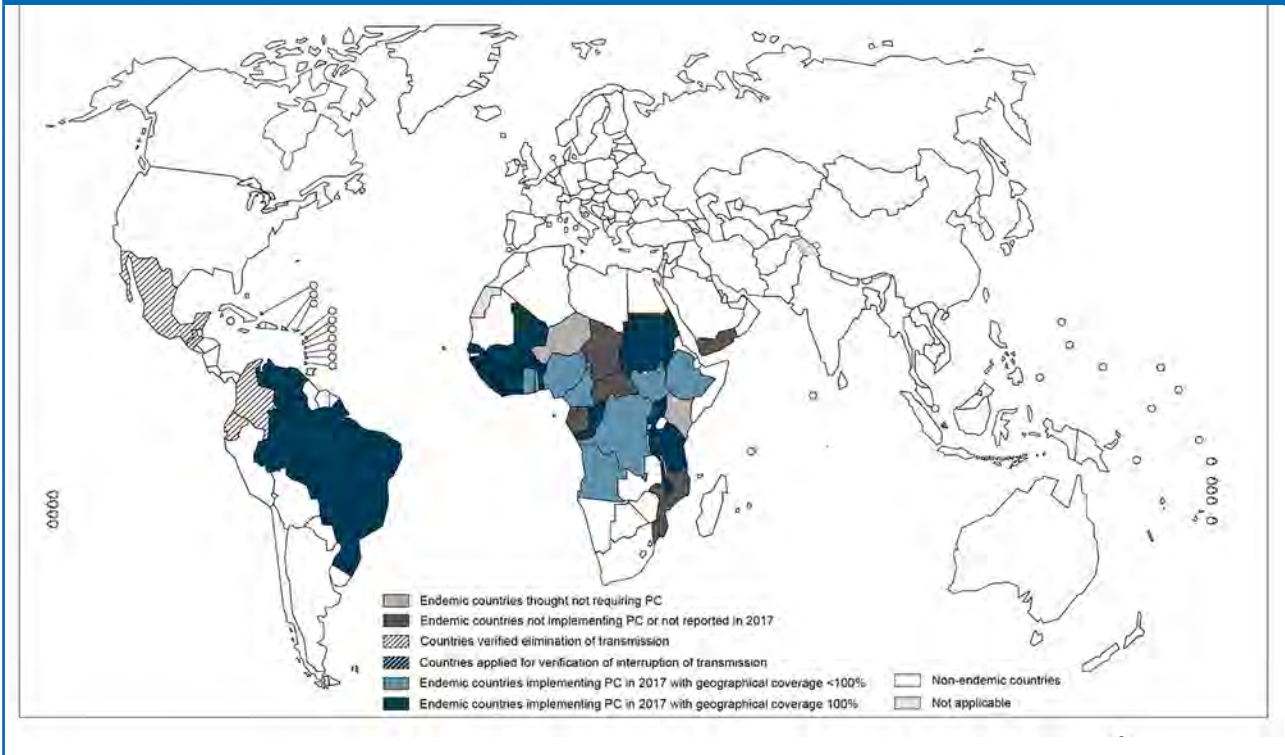 Endemic countries thought not requiring PC
Endemic countries not implementing PC or not reported in 2017
Countries verified elimination of transmission
Countries applied for verification of interruption of transmission
Endemic countries implementing PC in 2017 with geographical coverage <100%
Endemic countries implementing PC in 2017 with geographical coverage 100%
Non-endemic countries
Not applicable